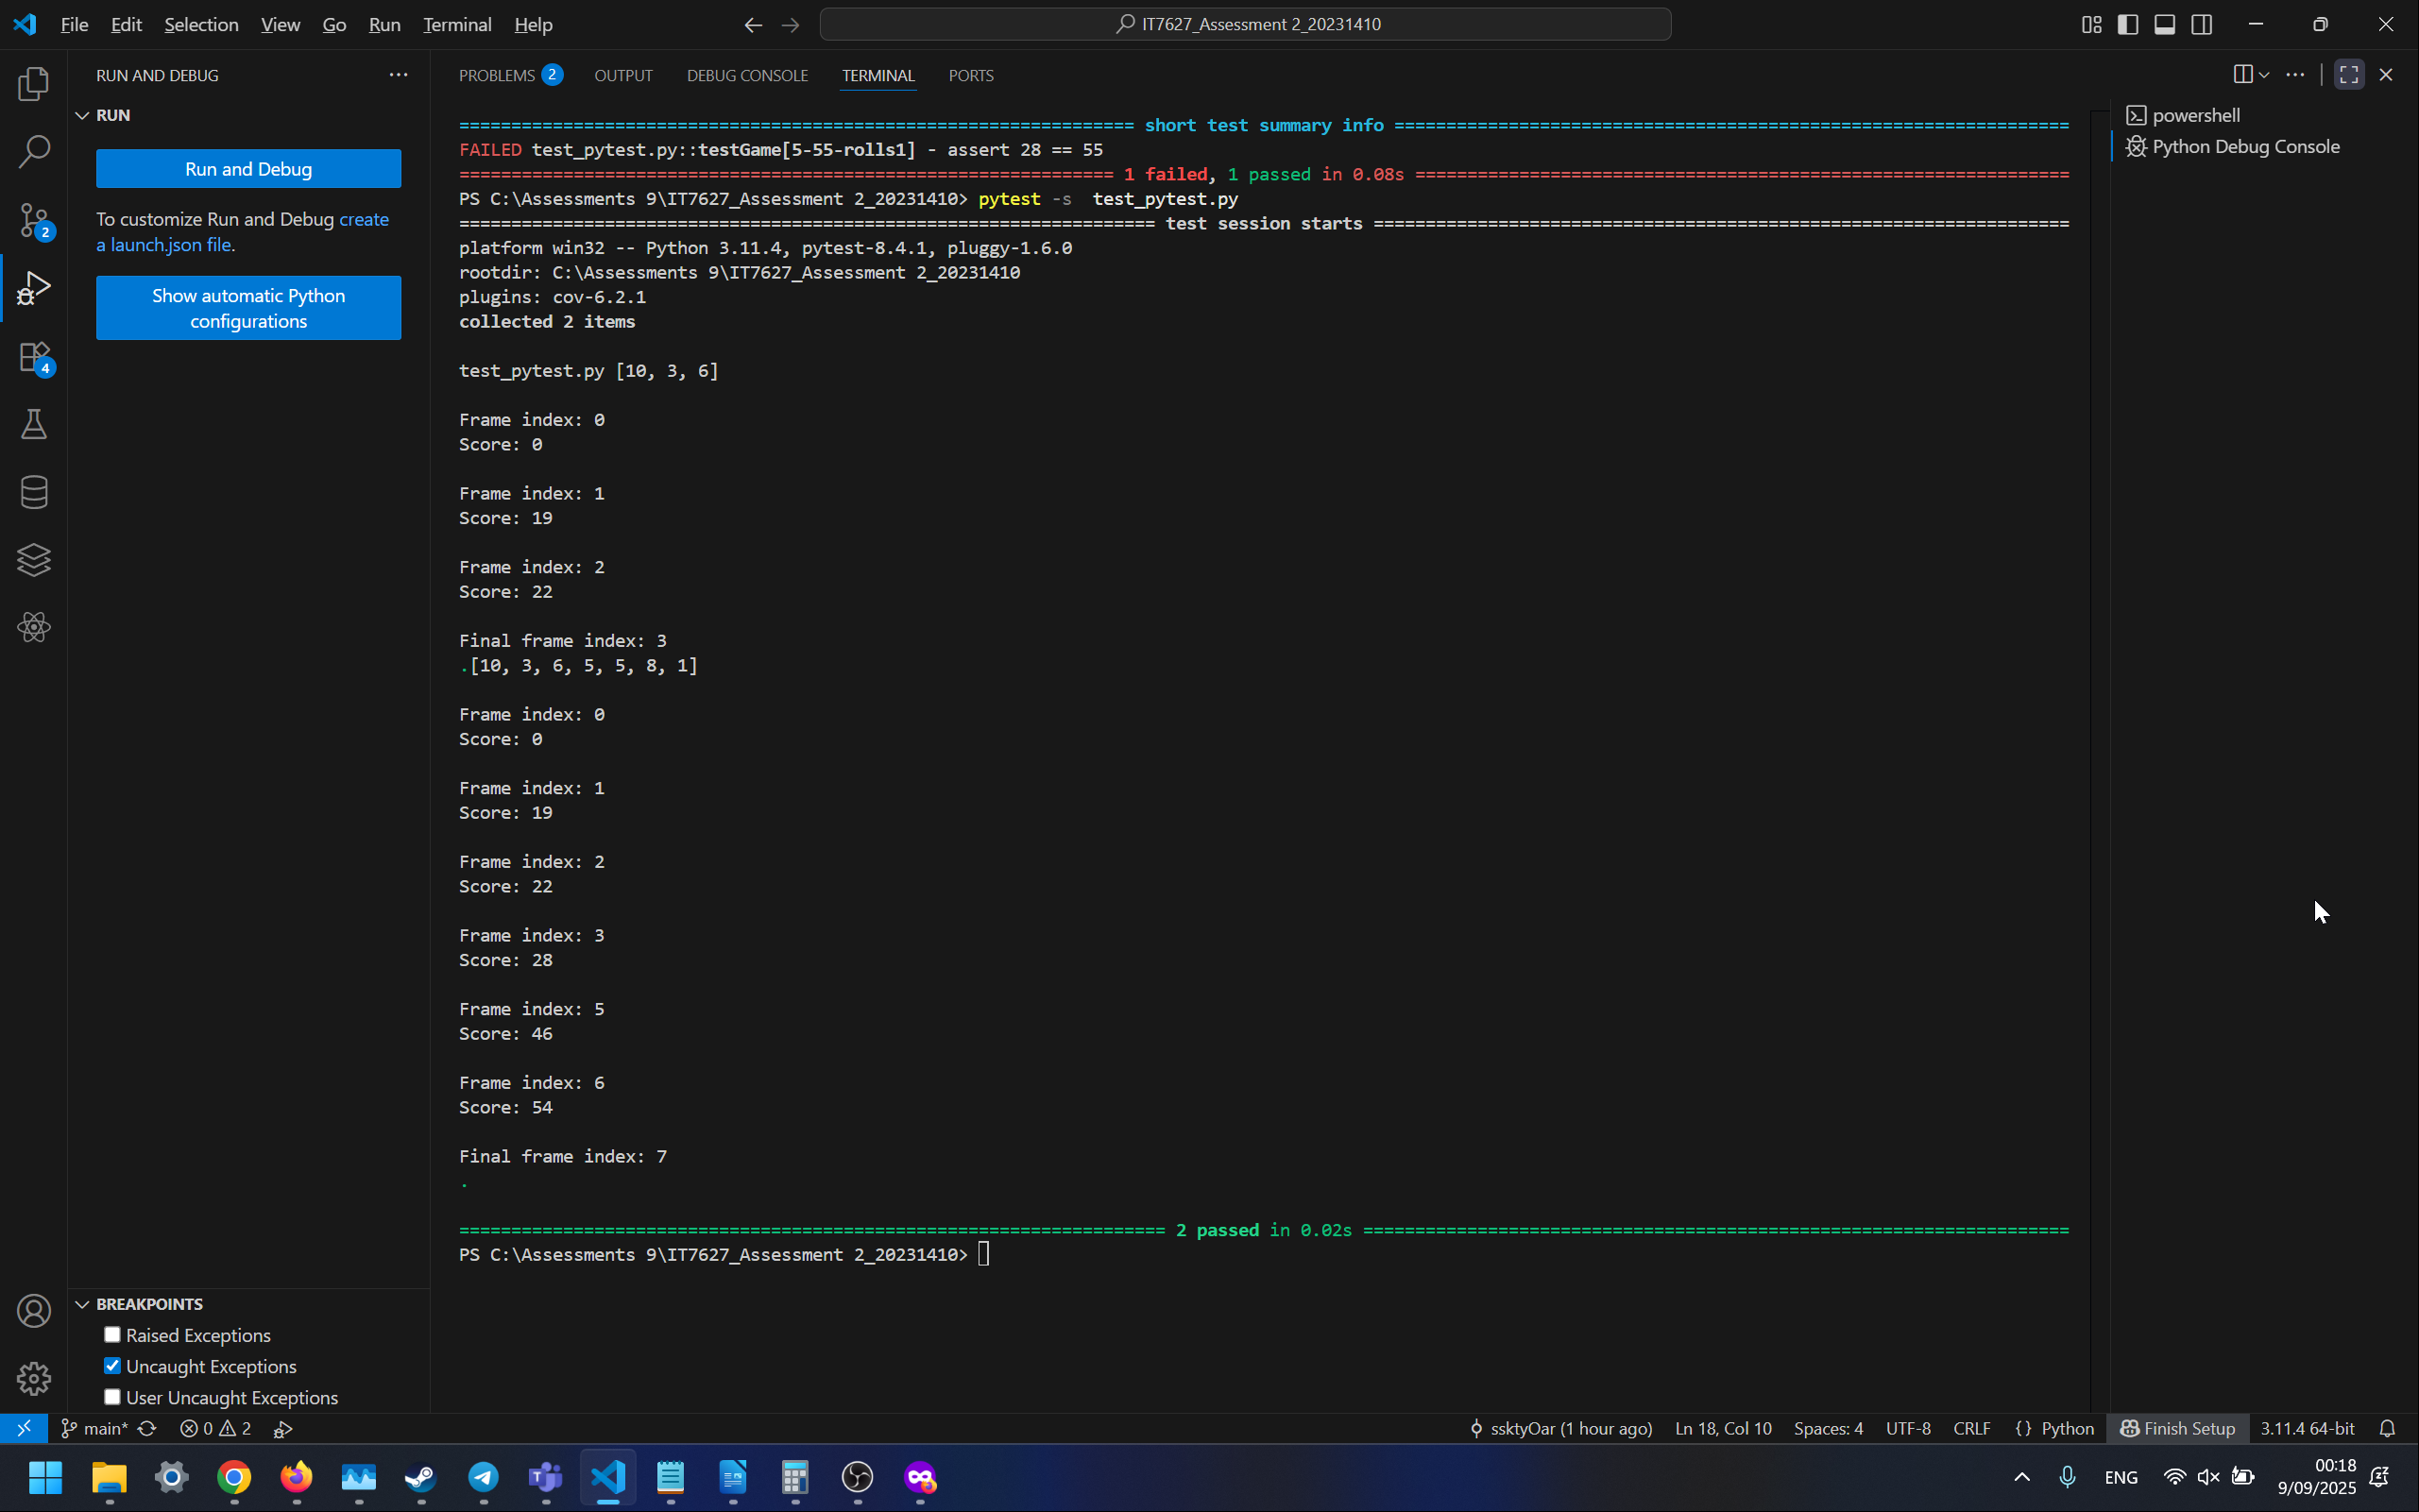 File Edit Selection View Go Run Terminal Help
IT7627_Assessment 2_20231410
RUN AND DEBUG
RUN
Run and Debug
To customize Run and Debug create
a launch.json file.
Show automatic Python
configurations
2
4
PROBLEMS 2 OUTPUT DEBUG CONSOLE TERMINAL PORTS
powershell
Python Debug Console
================================================================= short test summary info =================================================================
FAILED test_pytest.py::testGame[5-55-rolls1] - assert 28 == 55
=============================================================== 1 failed, 1 passed in 0.08s ===============================================================
PS C:\Assessments 9\IT7627_Assessment 2_20231410> pytest -s  test_pytest.py
=================================================================== test session starts ===================================================================
platform win32 -- Python 3.11.4, pytest-8.4.1, pluggy-1.6.0
rootdir: C:\Assessments 9\IT7627_Assessment 2_20231410
plugins: cov-6.2.1
collected 2 items
test_pytest.py [10, 3, 6]
Frame index: 0
Score: 0
Frame index: 1
Score: 19
Frame index: 2
Score: 22
Final frame index: 3
.[10, 3, 6, 5, 5, 8, 1]
Frame index: 0
Score: 0
Frame index: 1
Score: 19
Frame index: 2
Score: 22
Frame index: 3
Score: 28
Frame index: 5
Score: 46
Frame index: 6
Score: 54
Final frame index: 7
.
==================================================================== 2 passed in 0.02s ====================================================================
PS C:\Assessments 9\IT7627_Assessment 2_20231410>
BREAKPOINTS
Raised Exceptions
Uncaught Exceptions
User Uncaught Exceptions
main* 0 2 ssktyOar (1 hour ago) Ln 18, Col 10 Spaces: 4 UTF-8 CRLF {} Python Finish Setup 3.11.4 64-bit
ENG
00:18
9/09/2025